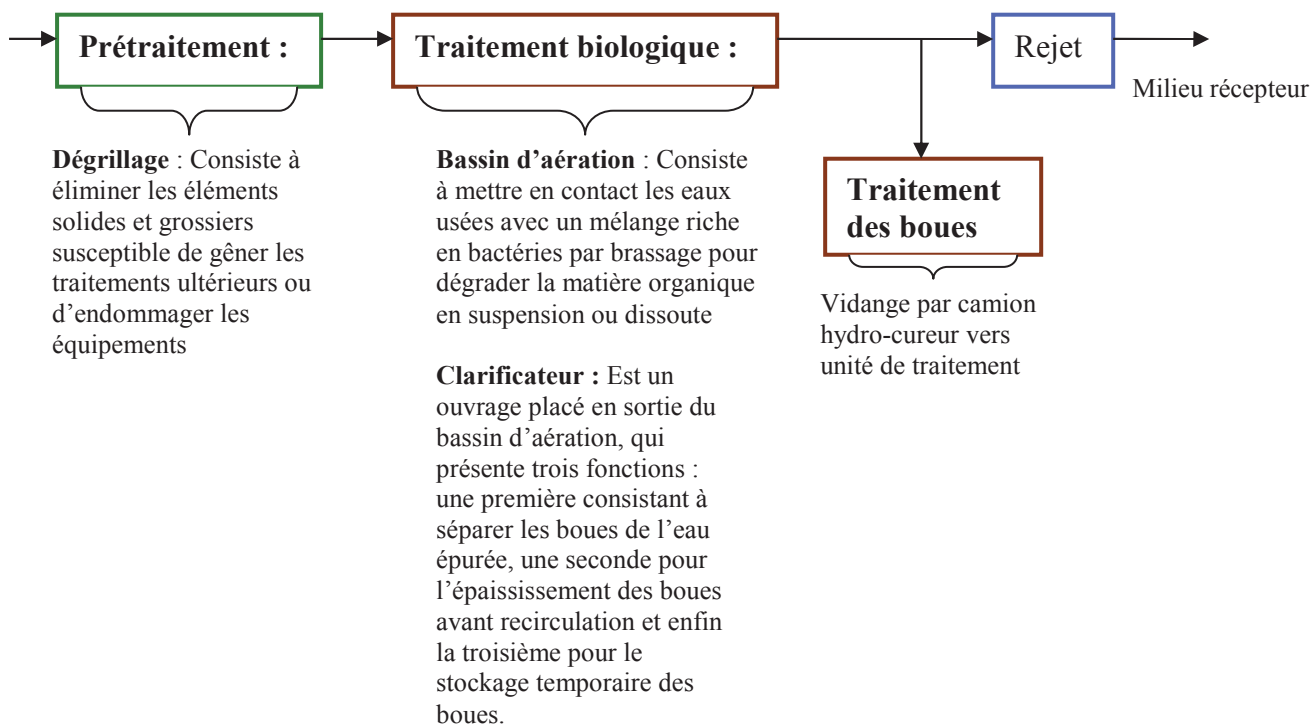 Prétraitement :
Traitement biologique :
Rejet
Milieu récepteur
Dégrillage : Consiste à
éliminer les éléments
solides et grossiers
susceptible de gêner les
traitements ultérieurs ou
d’endommager les
équipements
Bassin d’aération : Consiste
à mettre en contact les eaux
usées avec un mélange riche
en bactéries par brassage pour
dégrader la matière organique
en suspension ou dissoute
Clarificateur : Est un
ouvrage placé en sortie du
bassin d’aération, qui
présente trois fonctions :
une première consistant à
séparer les boues de l’eau
épurée, une seconde pour
l’épaississement des boues
avant recirculation et enfin
la troisième pour le
stockage temporaire des
boues.
Traitement
des boues
Vidange par camion
hydro-cureur vers
unité de traitement